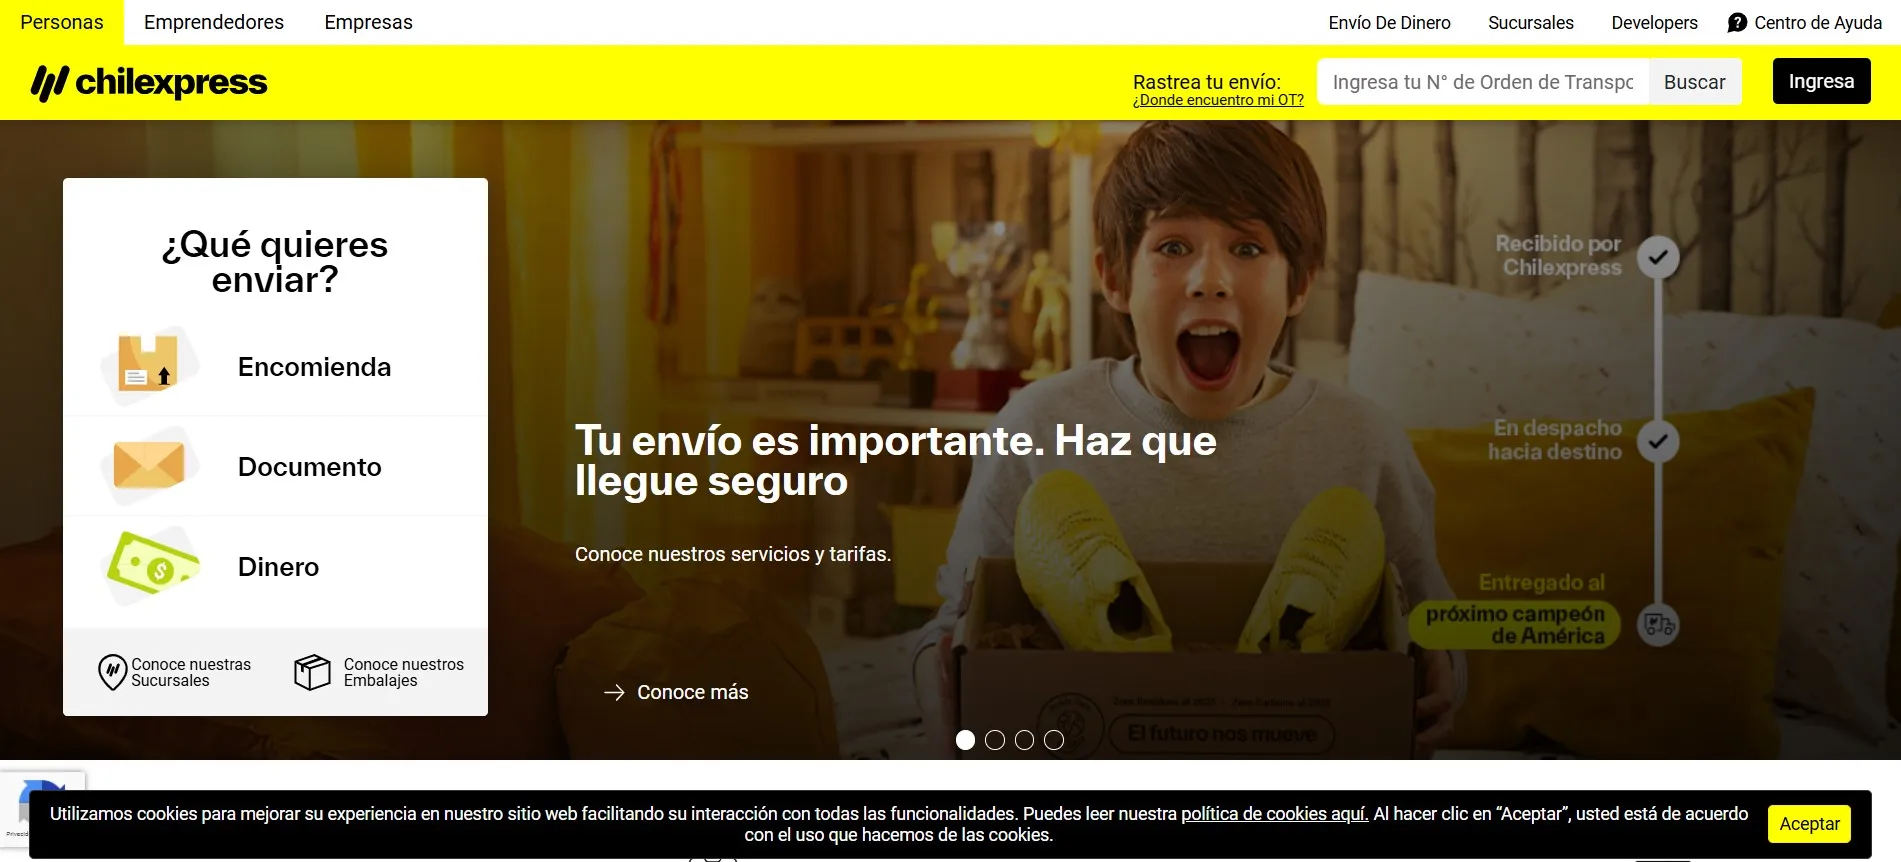 Personas
Emprendedores
Empresas
Envío De Dinero
Sucursales
Developers
Centro de Ayuda
chilexpress
Rastrea tu envío:
¿Donde encuentro mi OT?
Ingresa tu N° de Orden de Transpo
Buscar
Ingresa
¿Qué quieres
enviar?
Encomienda
Documento
Dinero
Conoce nuestras
Sucursales
Conoce nuestros
Embalajes
Tu envío es importante. Haz que
llegue seguro
Conoce nuestros servicios y tarifas.
Conoce más
Recibido por
Chilexpress
En despacho
hacia destino
Entregado al
próximo campeón
de América
El futuro nos mueve
Utilizamos cookies para mejorar su experiencia en nuestro sitio web facilitando su interacción con todas las funcionalidades. Puedes leer nuestra política de cookies aquí. Al hacer clic en “Aceptar”, usted está de acuerdo
con el uso que hacemos de las cookies.
Aceptar